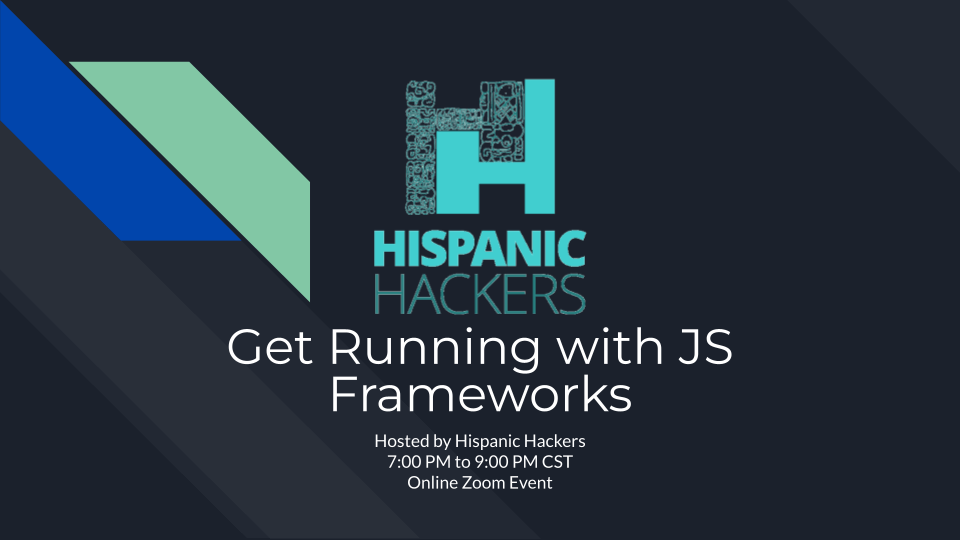 HISPANIC
HACKERS
Get Running with JS
Frameworks
Hosted by Hispanic Hackers
7:00 PM to 9:00 PM CST
Online Zoom Event